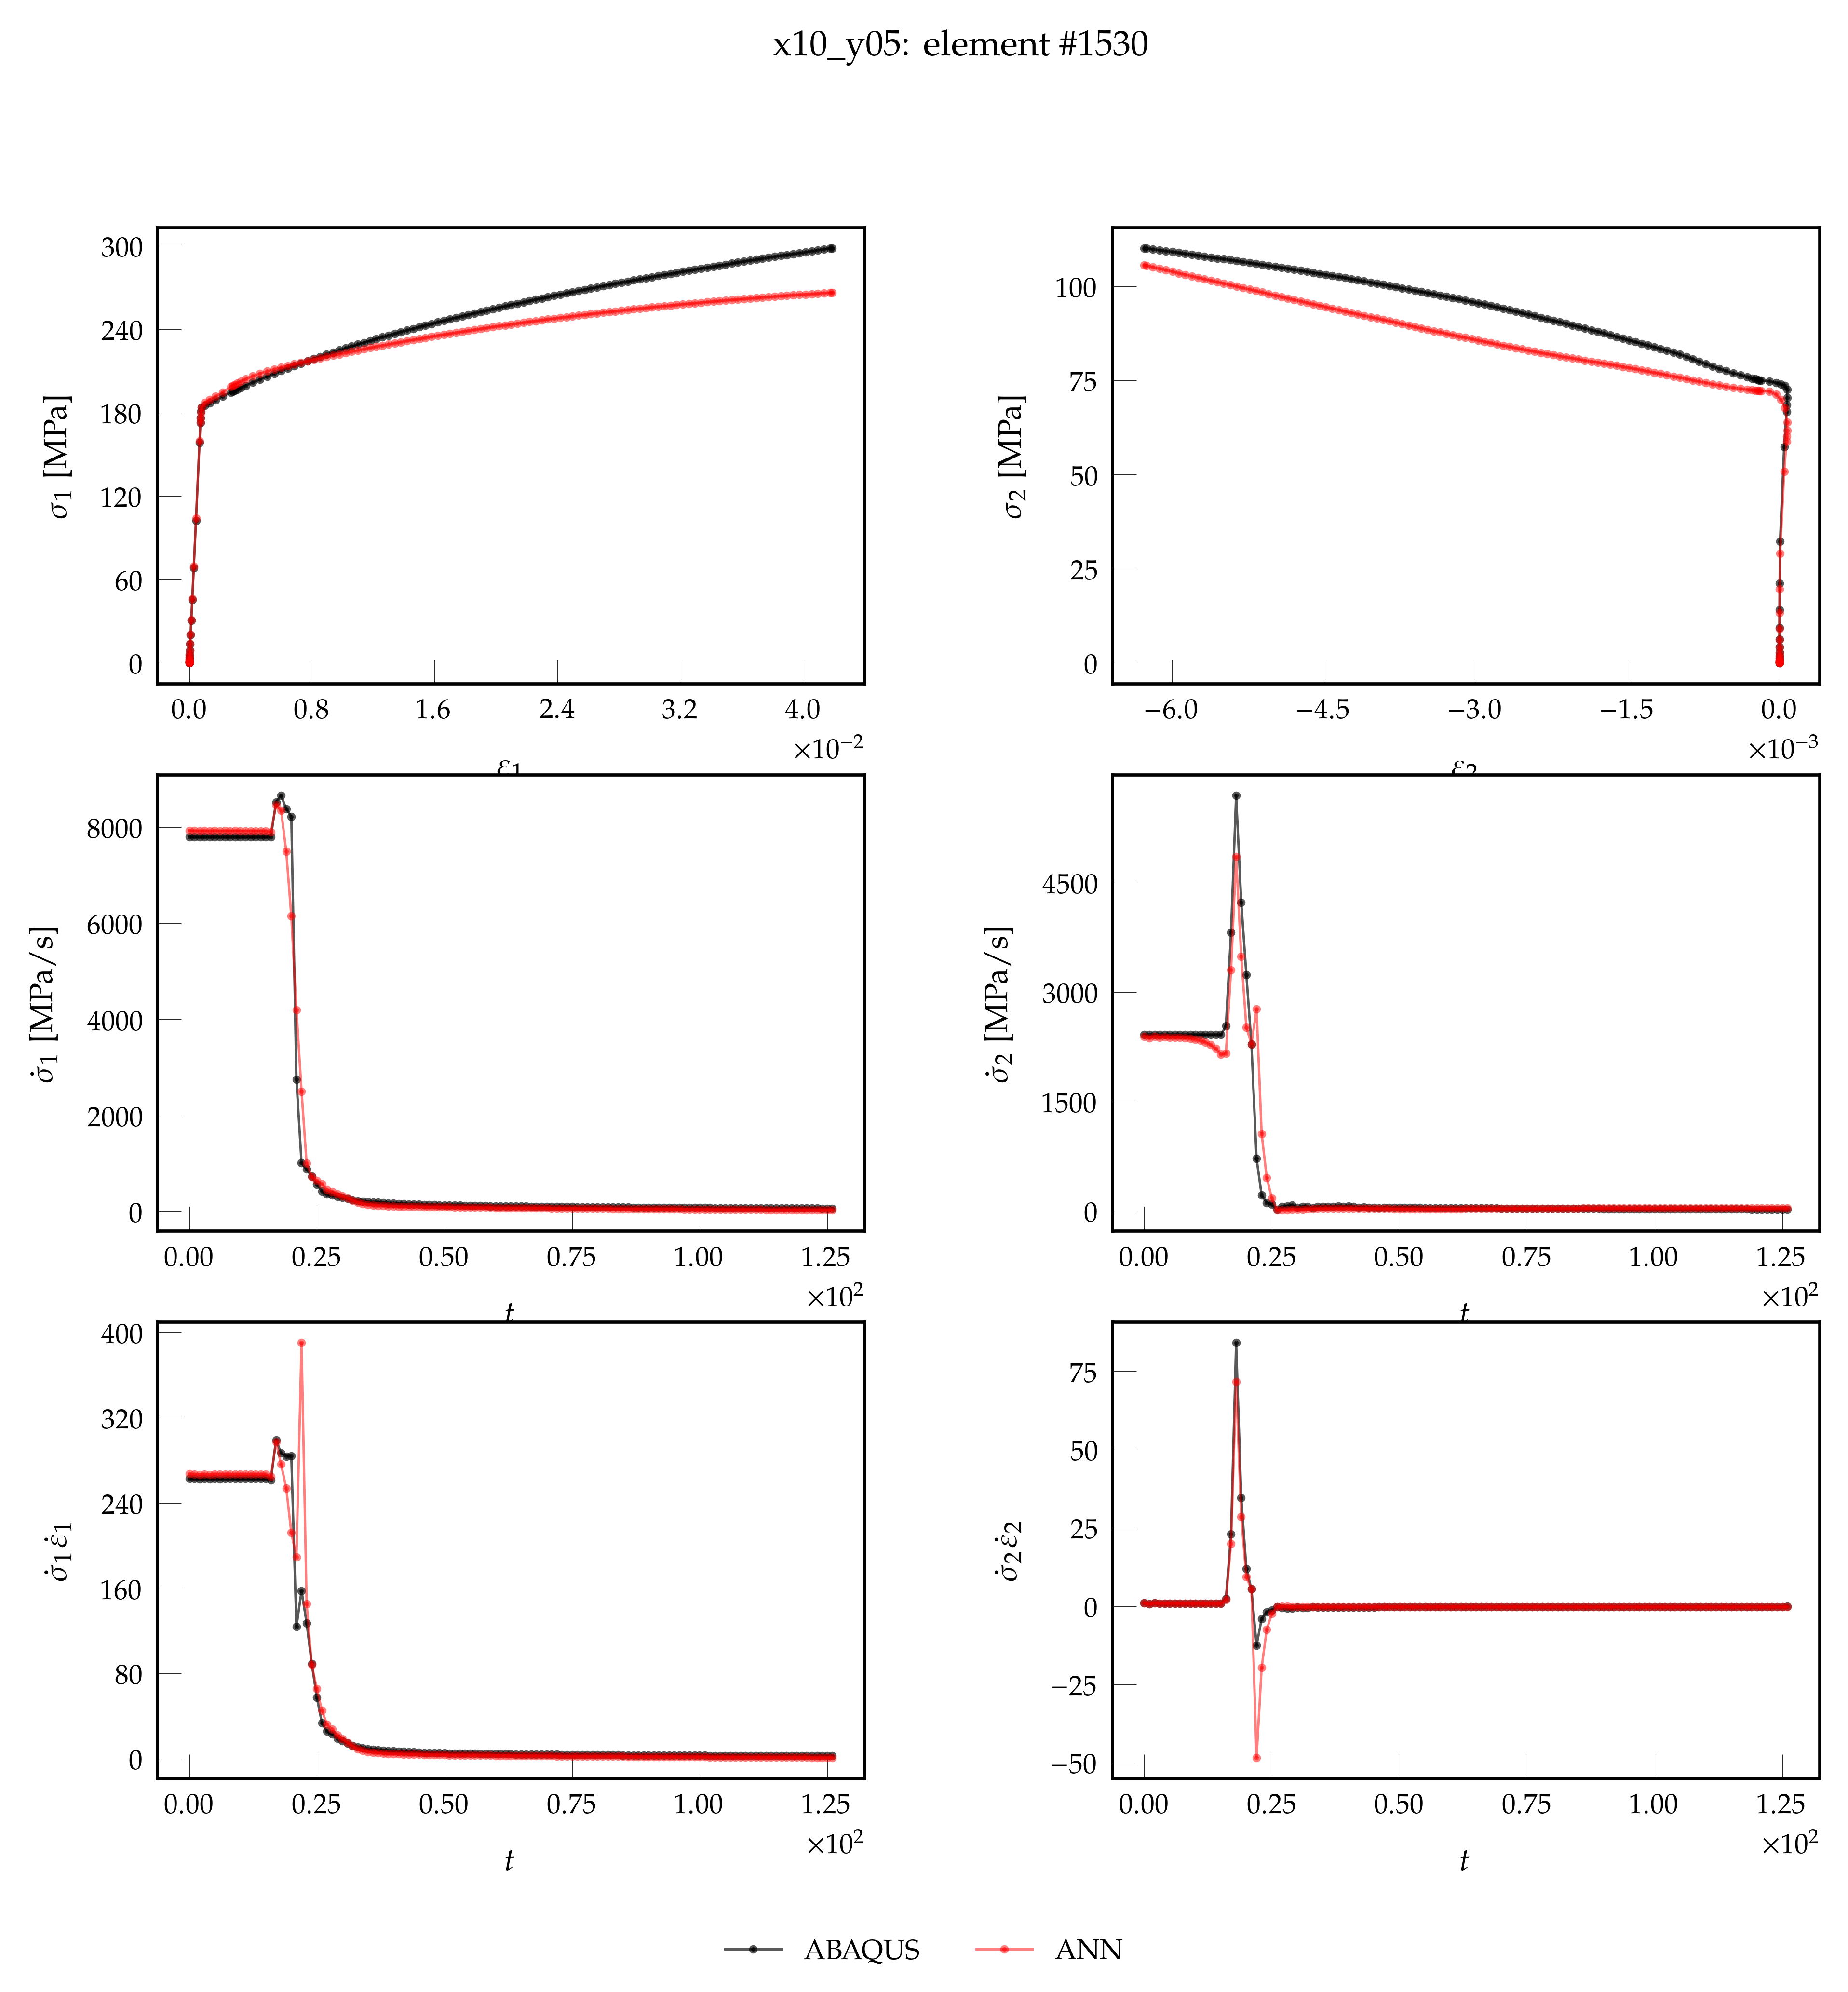 x10_y05: element #1530
300
240
180
120
60
0
σ₁ [MPa]
0.0 0.8 1.6 2.4 3.2 4.0
×10⁻²
ε₁
100
75
50
25
0
σ₂ [MPa]
−6.0 −4.5 −3.0 −1.5 0.0
×10⁻³
ε₂
8000
6000
4000
2000
0
σ̇₁ [MPa/s]
0.00 0.25 0.50 0.75 1.00 1.25
×10²
t
4500
3000
1500
0
σ̇₂ [MPa/s]
0.00 0.25 0.50 0.75 1.00 1.25
×10²
t
400
320
240
160
80
0
σ̇₁ε̇₁
0.00 0.25 0.50 0.75 1.00 1.25
×10²
t
75
50
25
0
−25
−50
σ̇₂ε̇₂
0.00 0.25 0.50 0.75 1.00 1.25
×10²
t
ABAQUS ANN